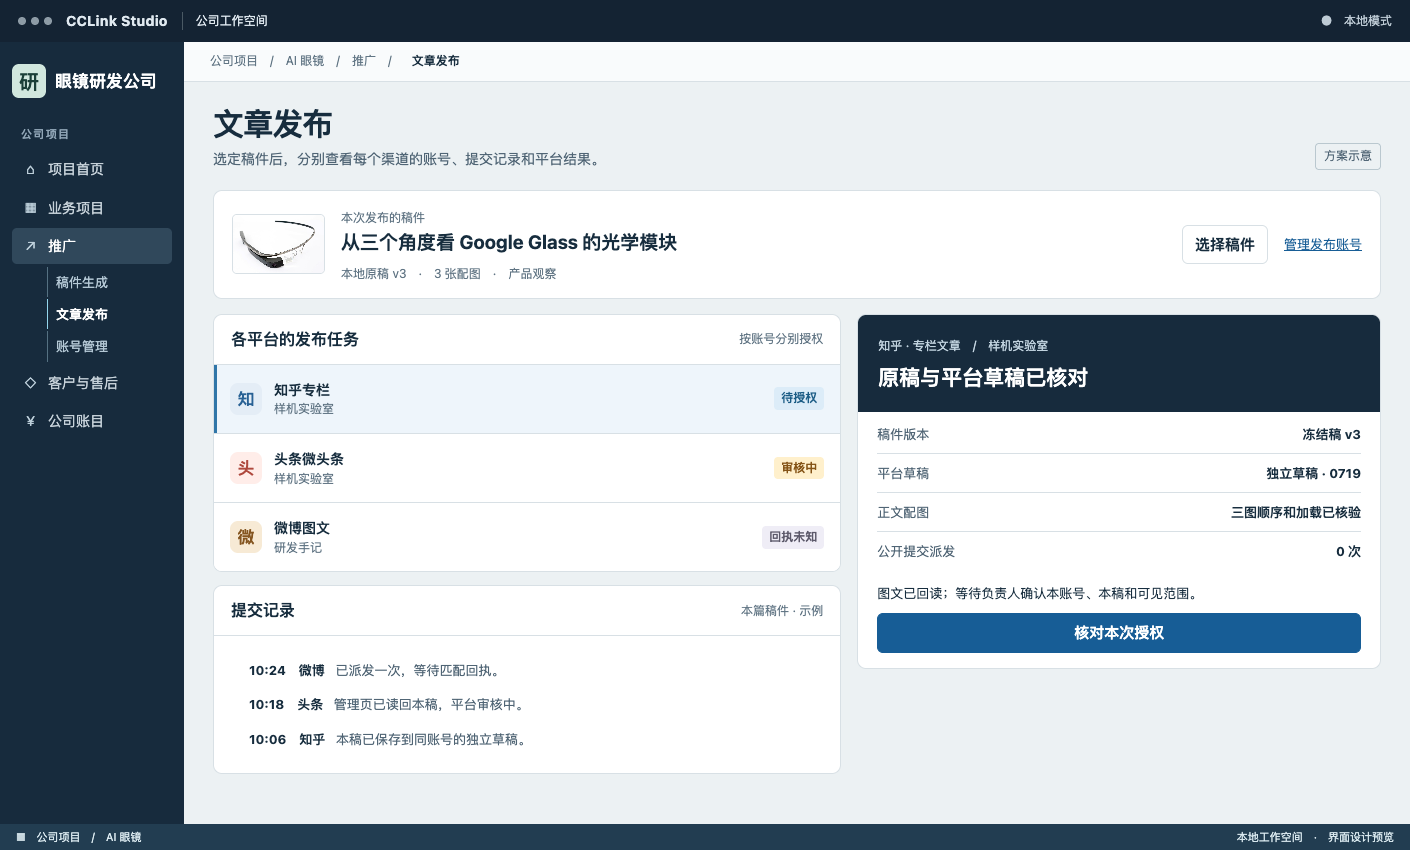 CCLink Studio 公司工作空间 本地模式
研 眼镜研发公司
公司项目
项目首页
业务项目
推广
稿件生成
文章发布
账号管理
客户与售后
¥ 公司账目
公司项目 / AI 眼镜 / 推广 / 文章发布
文章发布
选定稿件后，分别查看每个渠道的账号、提交记录和平台结果。
方案示意
本次发布的稿件
从三个角度看 Google Glass 的光学模块
本地原稿 v3 · 3 张配图 · 产品观察
选择稿件 管理发布账号
各平台的发布任务 按账号分别授权
知 知乎专栏
样机实验室
待授权
头 头条微头条
样机实验室
审核中
微 微博图文
研发手记
回执未知
提交记录 本篇稿件 · 示例
10:24 微博 已派发一次，等待匹配回执。
10:18 头条 管理页已读回本稿，平台审核中。
10:06 知乎 本稿已保存到同账号的独立草稿。
知乎 · 专栏文章 / 样机实验室
原稿与平台草稿已核对
稿件版本 冻结稿 v3
平台草稿 独立草稿 · 0719
正文配图 三图顺序和加载已核验
公开提交派发 0 次
图文已回读；等待负责人确认本账号、本稿和可见范围。
核对本次授权
公司项目 / AI 眼镜
本地工作空间 · 界面设计预览